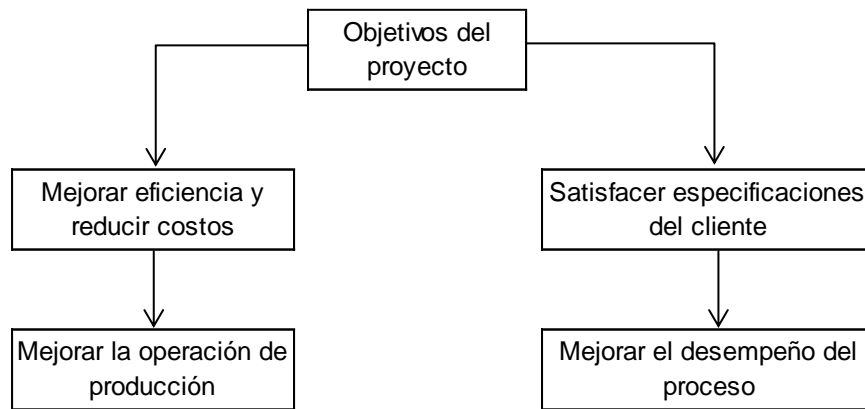 Objetivos del
proyecto
Mejorar eficiencia y
reducir costos
Satisfacer especificaciones
del cliente
Mejorar la operación de
producción
Mejorar el desempeño del
proceso